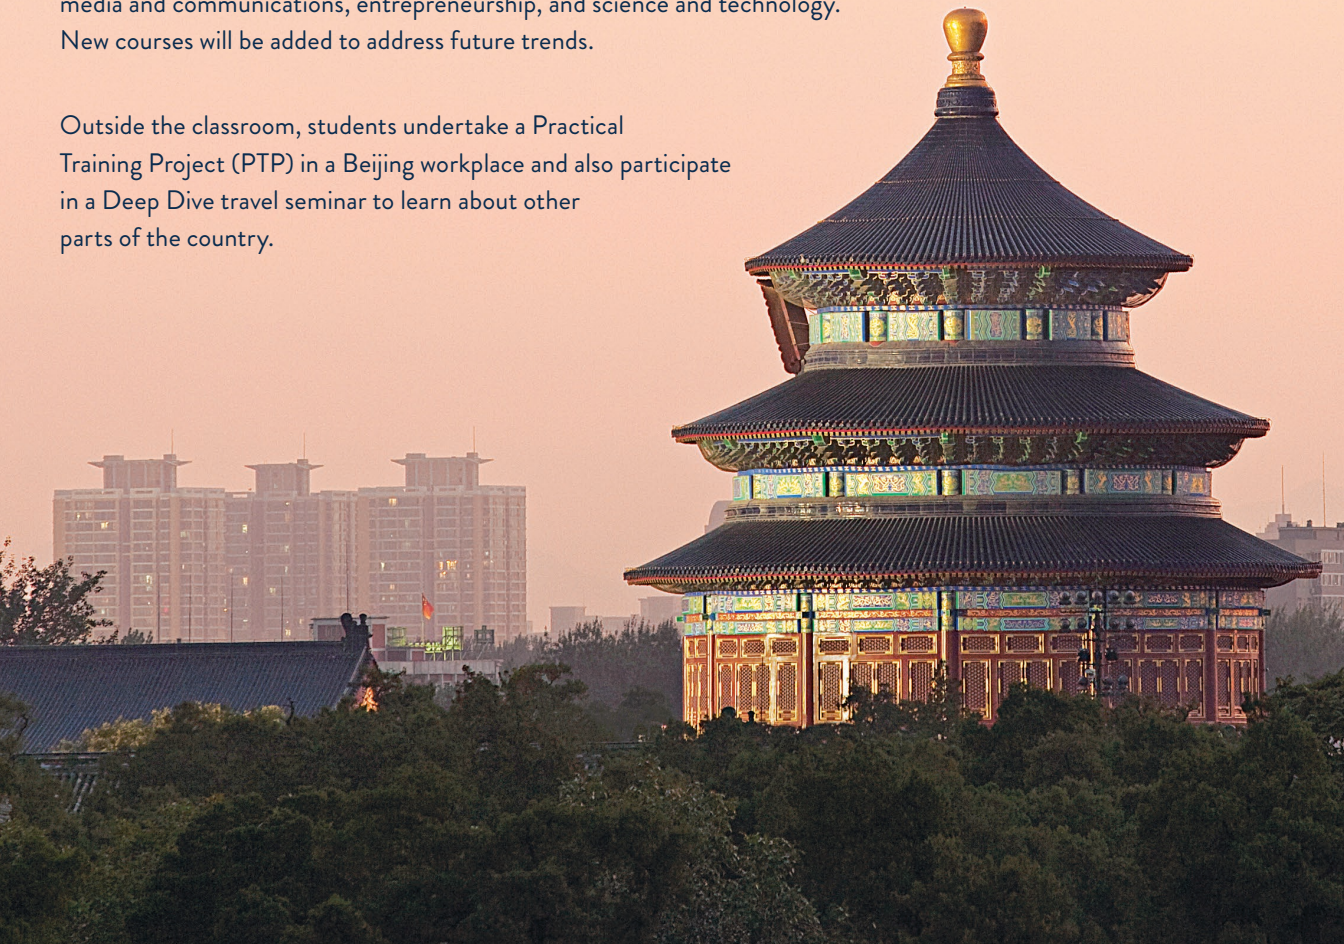 media and communications, entrepreneurship, and science and technology.
New courses will be added to address future trends.
Outside the classroom, students undertake a Practical
Training Project (PTP) in a Beijing workplace and also participate
in a Deep Dive travel seminar to learn about other
parts of the country.